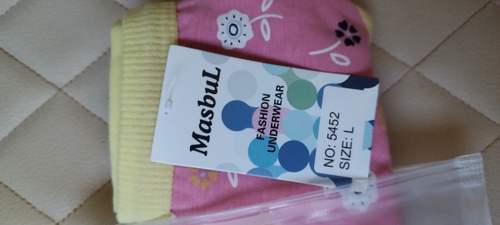 MasbuL
FASHION
UNDERWEAR
NO: 5452
SIZE: L